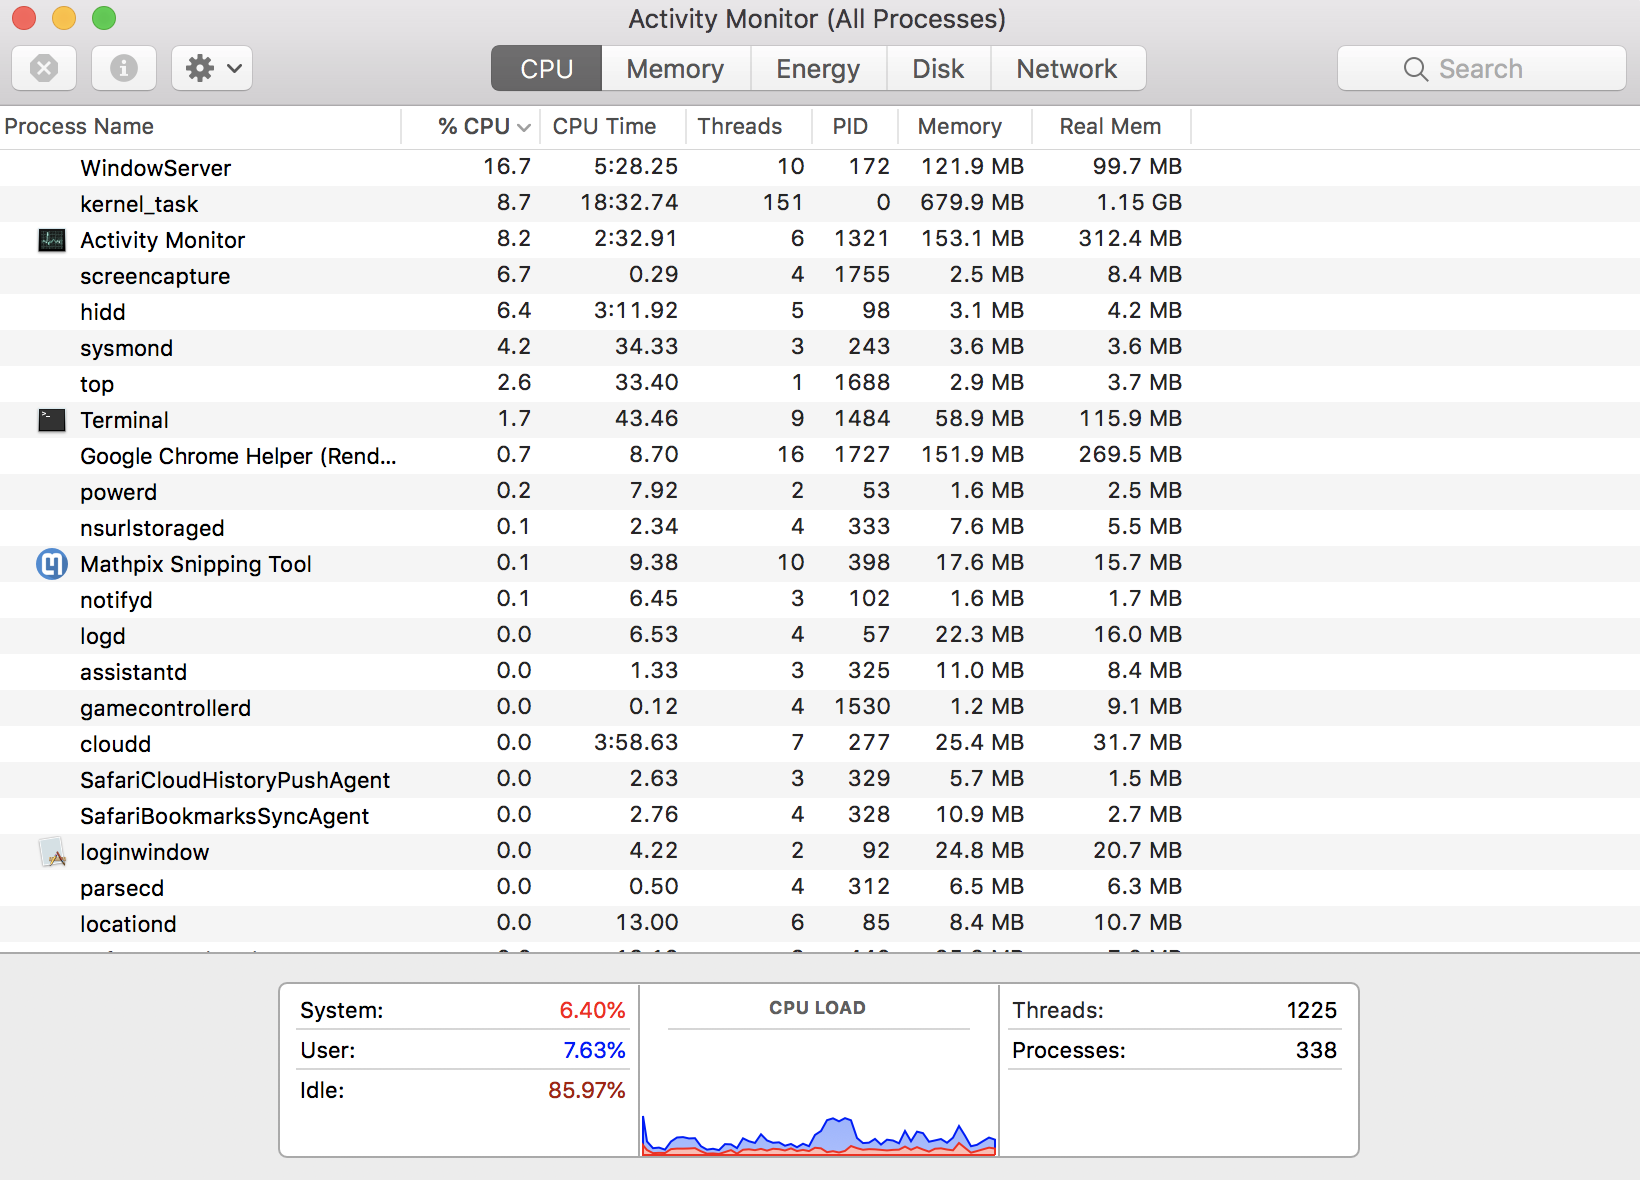 Activity Monitor (All Processes)
CPU Memory Energy Disk Network Search
Process Name % CPU CPU Time Threads PID Memory Real Mem
WindowServer 16.7 5:28.25 10 172 121.9 MB 99.7 MB
kernel_task 8.7 18:32.74 151 0 679.9 MB 1.15 GB
Activity Monitor 8.2 2:32.91 6 1321 153.1 MB 312.4 MB
screencapture 6.7 0.29 4 1755 2.5 MB 8.4 MB
hidd 6.4 3:11.92 5 98 3.1 MB 4.2 MB
sysmond 4.2 34.33 3 243 3.6 MB 3.6 MB
top 2.6 33.40 1 1688 2.9 MB 3.7 MB
Terminal 1.7 43.46 9 1484 58.9 MB 115.9 MB
Google Chrome Helper (Rend... 0.7 8.70 16 1727 151.9 MB 269.5 MB
powerd 0.2 7.92 2 53 1.6 MB 2.5 MB
nsurlstoraged 0.1 2.34 4 333 7.6 MB 5.5 MB
Mathpix Snipping Tool 0.1 9.38 10 398 17.6 MB 15.7 MB
notifyd 0.1 6.45 3 102 1.6 MB 1.7 MB
logd 0.0 6.53 4 57 22.3 MB 16.0 MB
assistantd 0.0 1.33 3 325 11.0 MB 8.4 MB
gamecontrollerd 0.0 0.12 4 1530 1.2 MB 9.1 MB
cloudd 0.0 3:58.63 7 277 25.4 MB 31.7 MB
SafariCloudHistoryPushAgent 0.0 2.63 3 329 5.7 MB 1.5 MB
SafariBookmarksSyncAgent 0.0 2.76 4 328 10.9 MB 2.7 MB
loginwindow 0.0 4.22 2 92 24.8 MB 20.7 MB
parsecd 0.0 0.50 4 312 6.5 MB 6.3 MB
locationd 0.0 13.00 6 85 8.4 MB 10.7 MB
System: 6.40% CPU LOAD Threads: 1225
User: 7.63% Processes: 338
Idle: 85.97%